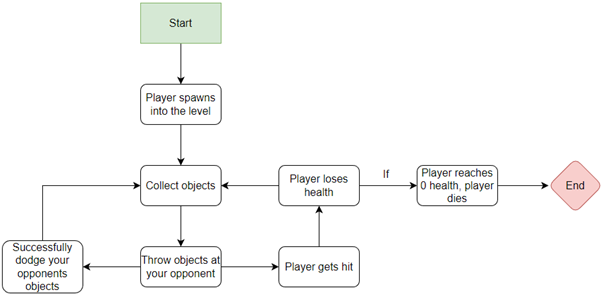 Start
Player spawns
into the level
Collect objects
Player loses
health
If
Player reaches
0 health, player
dies
End
Successfully
dodge your
opponents
objects
Throw objects at
your opponent
Player gets hit